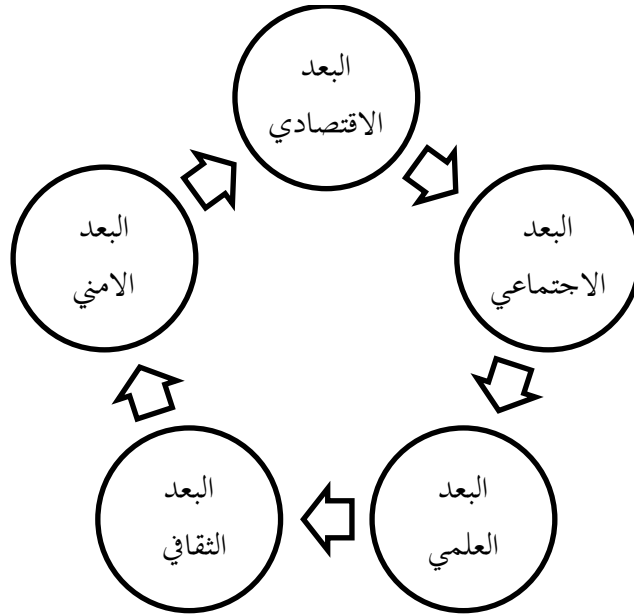 البعد
الاقتصادي
البعد
الاجتماعي
البعد
العلمي
البعد
الثقافي
البعد
الامني